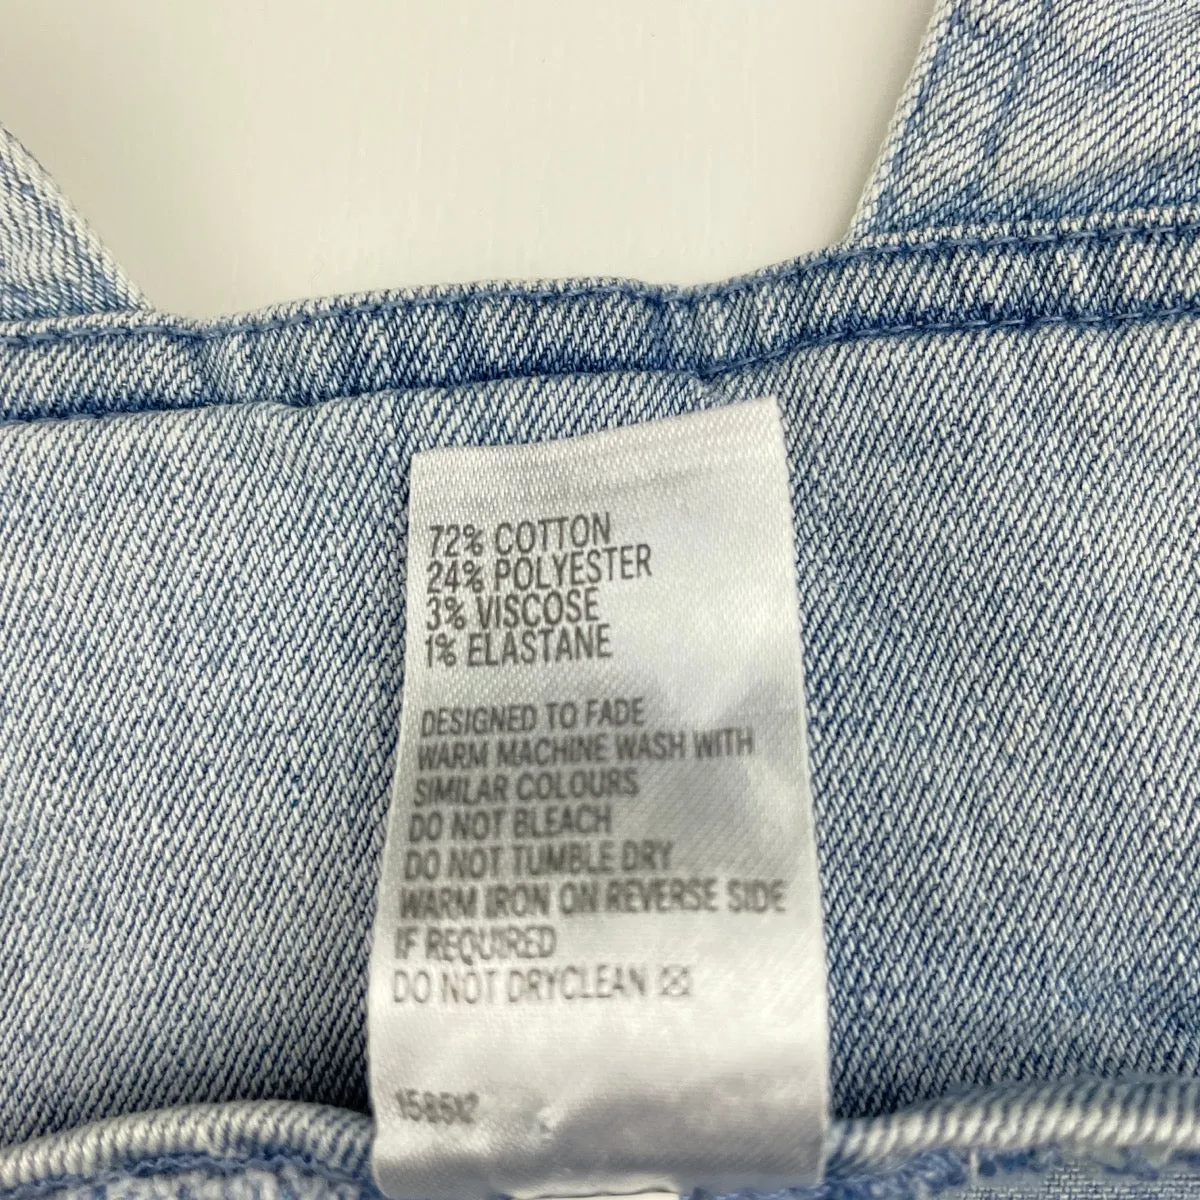 72% COTTON
24% POLYESTER
3% VISCOSE
1% ELASTANE
DESIGNED TO FADE
WARM MACHINE WASH WITH
SIMILAR COLOURS
DO NOT BLEACH
DO NOT TUMBLE DRY
WARM IRON ON REVERSE SIDE
IF REQUIRED
DO NOT DRYCLEAN